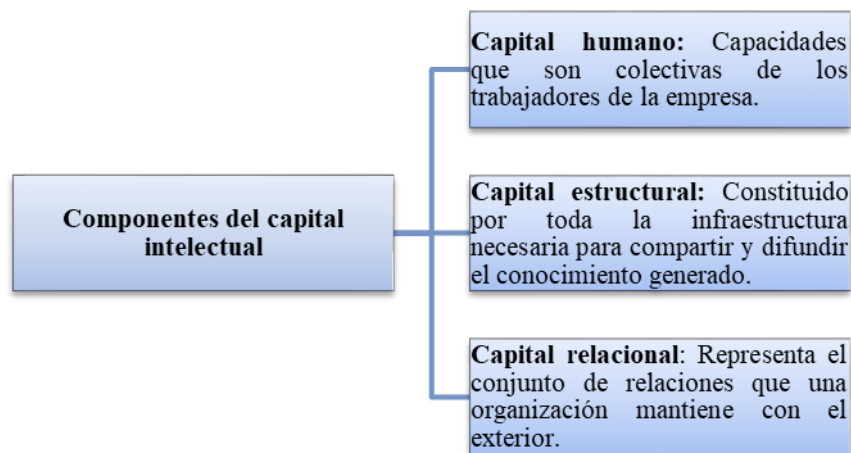 Componentes del capital
intelectual
Capital humano: Capacidades
que son colectivas de los
trabajadores de la empresa.
Capital estructural: Constituido
por toda la infraestructura
necesaria para compartir y difundir
el conocimiento generado.
Capital relacional: Representa el
conjunto de relaciones que una
organización mantiene con el
exterior.